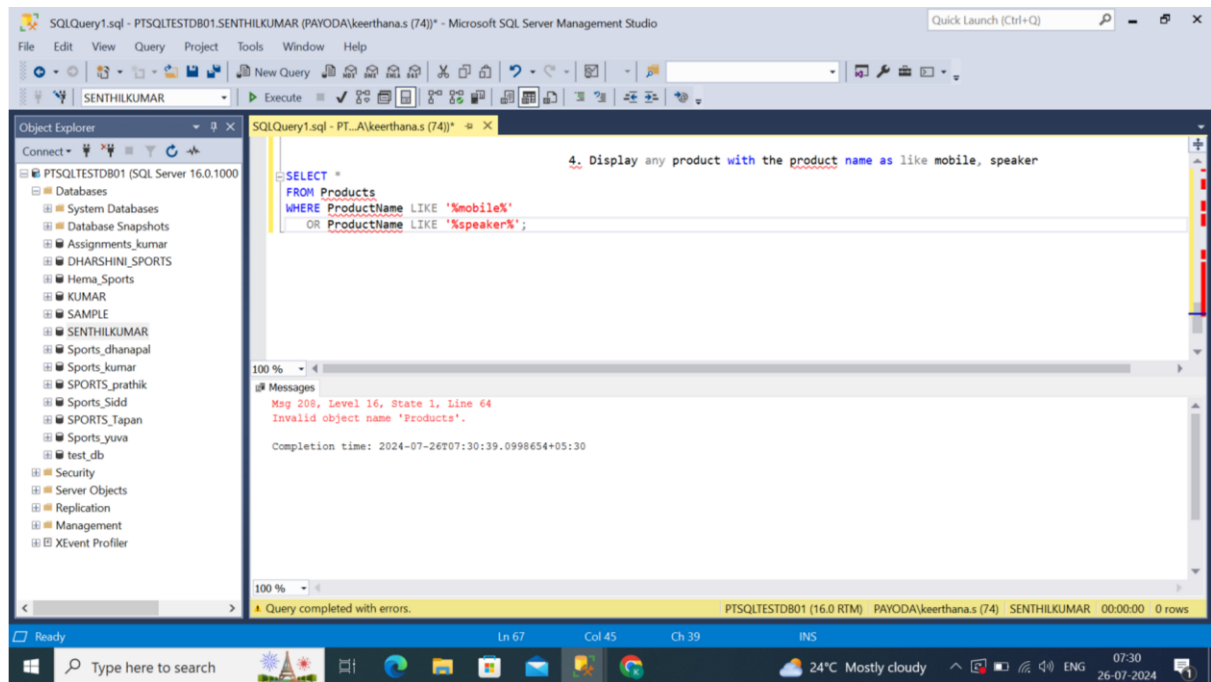 SQLQuery1.sql - PTSQLTESTDB01.SENTHILKUMAR (PAYODA\keerthana.s (74))* - Microsoft SQL Server Management Studio
Quick Launch (Ctrl+Q)
File Edit View Query Project Tools Window Help
New Query
SENTHILKUMAR
Execute
Object Explorer
Connect
PTSQLTESTDB01 (SQL Server 16.0.1000
Databases
System Databases
Database Snapshots
Assignments_kumar
DHARSHINI_SPORTS
Hema_Sports
KUMAR
SAMPLE
SENTHILKUMAR
Sports_dhanapal
Sports_kumar
SPORTS_prathik
Sports_Sidd
SPORTS_Tapan
Sports_yuva
test_db
Security
Server Objects
Replication
Management
XEvent Profiler
SQLQuery1.sql - PT...A\keerthana.s (74))*
4. Display any product with the product name as like mobile, speaker
SELECT *
FROM Products
WHERE ProductName LIKE '%mobile%'
OR ProductName LIKE '%speaker%';
100 %
Messages
Msg 208, Level 16, State 1, Line 64
Invalid object name 'Products'.
Completion time: 2024-07-26T07:30:39.0998654+05:30
100 %
Query completed with errors.
PTSQLTESTDB01 (16.0 RTM) PAYODA\keerthana.s (74) SENTHILKUMAR 00:00:00 0 rows
Ready
Ln 67 Col 45 Ch 39 INS
Type here to search
24°C Mostly cloudy
ENG
07:30
26-07-2024
1